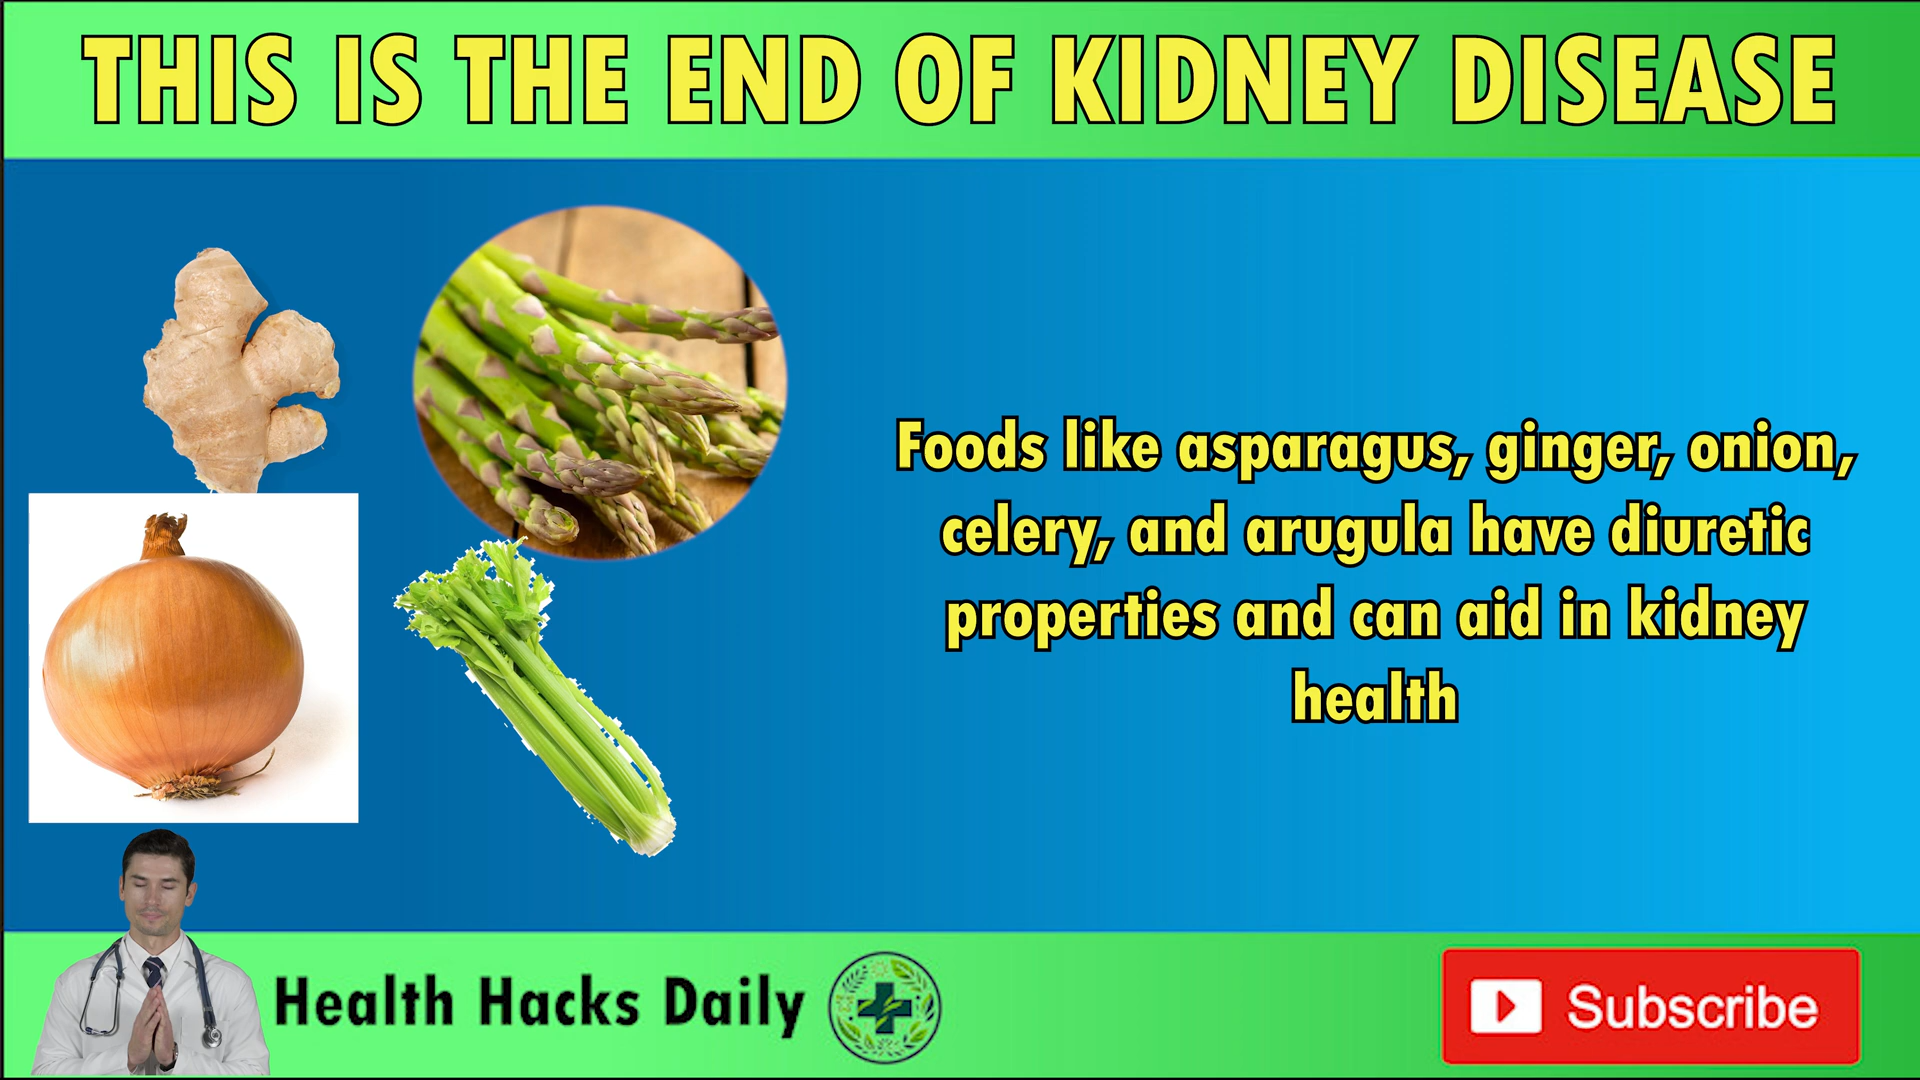 THIS IS THE END OF KIDNEY DISEASE
Foods like asparagus, ginger, onion,
celery, and arugula have diuretic
properties and can aid in kidney
health
Health Hacks Daily
Subscribe